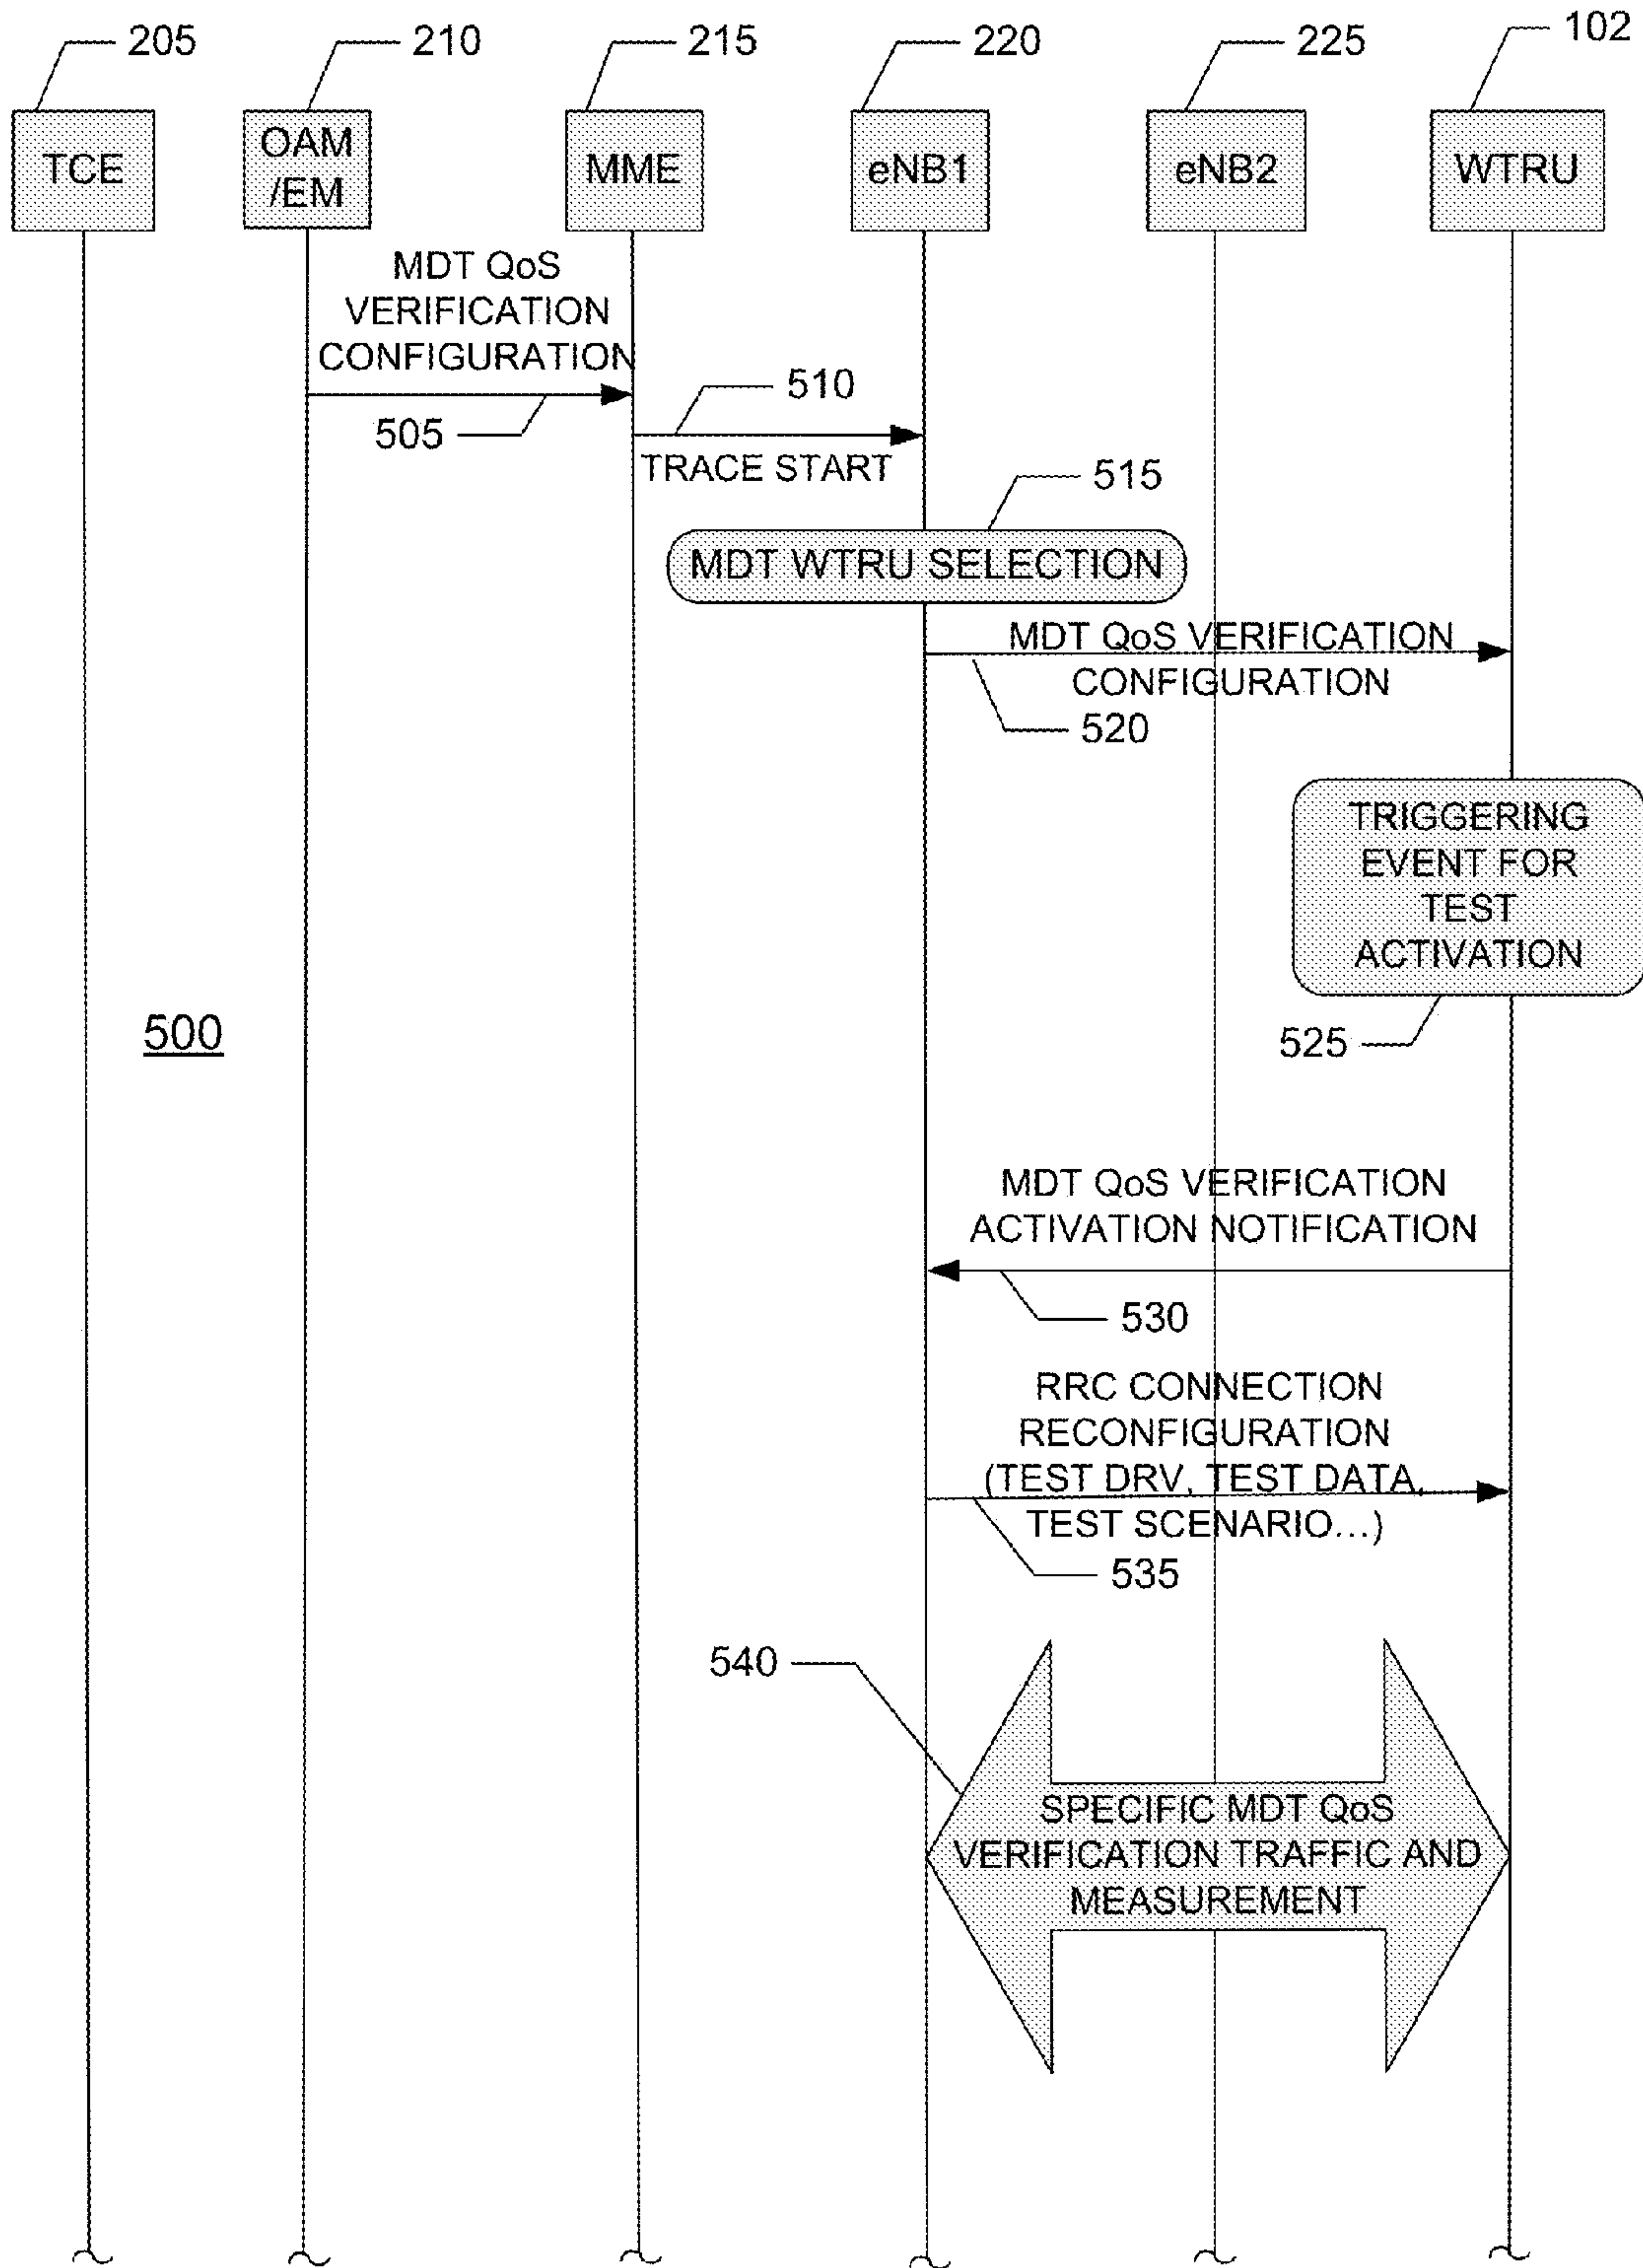 205
210
215
220
225
102
TCE
OAM
/EM
MME
eNB1
eNB2
WTRU
MDT QoS
VERIFICATION
CONFIGURATION
505
510
TRACE START
515
MDT WTRU SELECTION
MDT QoS VERIFICATION
CONFIGURATION
520
TRIGGERING
EVENT FOR
TEST
ACTIVATION
525
500
MDT QoS VERIFICATION
ACTIVATION NOTIFICATION
530
RRC CONNECTION
RECONFIGURATION
(TEST DRV, TEST DATA,
TEST SCENARIO...)
535
540
SPECIFIC MDT QoS
VERIFICATION TRAFFIC AND
MEASUREMENT